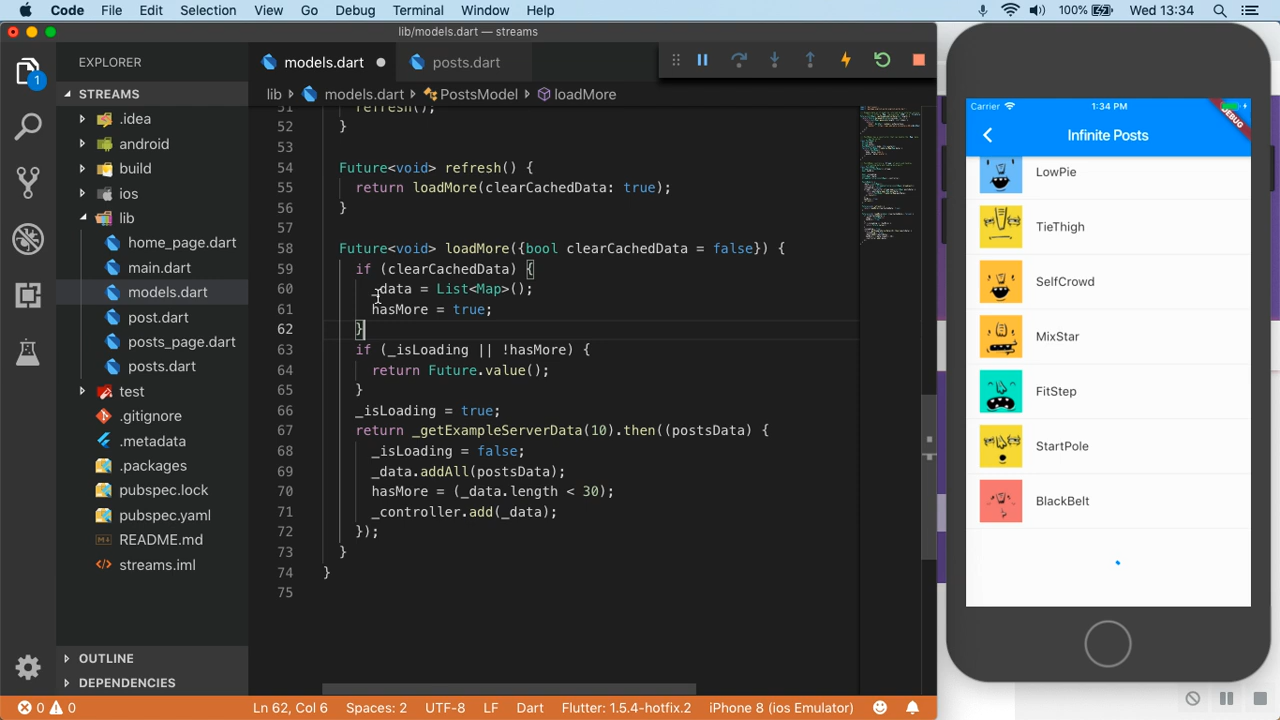 Code File Edit Selection View Go Debug Terminal Window Help 100% Wed 13:34
lib/models.dart — streams
EXPLORER
models.dart
posts.dart
STREAMS
lib models.dart PostsModel loadMore
.idea
android
build
ios
lib
home_page.dart
main.dart
models.dart
post.dart
posts_page.dart
posts.dart
test
.gitignore
.metadata
.packages
pubspec.lock
pubspec.yaml
README.md
streams.iml
OUTLINE
DEPENDENCIES
1
51 refresh();
52 }
53
54 Future<void> refresh() {
55 return loadMore(clearCachedData: true);
56 }
57
58 Future<void> loadMore({bool clearCachedData = false}) {
59 if (clearCachedData) {
60 _data = List<Map>();
61 hasMore = true;
62 }
63 if (_isLoading || !hasMore) {
64 return Future.value();
65 }
66 _isLoading = true;
67 return _getExampleServerData(10).then((postsData) {
68 _isLoading = false;
69 _data.addAll(postsData);
70 hasMore = (_data.length < 30);
71 _controller.add(_data);
72 });
73 }
74 }
75
0 0 Ln 62, Col 6 Spaces: 2 UTF-8 LF Dart Flutter: 1.5.4-hotfix.2 iPhone 8 (ios Emulator)
Carrier 1:34 PM
DEBUG
Infinite Posts
LowPie
TieThigh
SelfCrowd
MixStar
FitStep
StartPole
BlackBelt